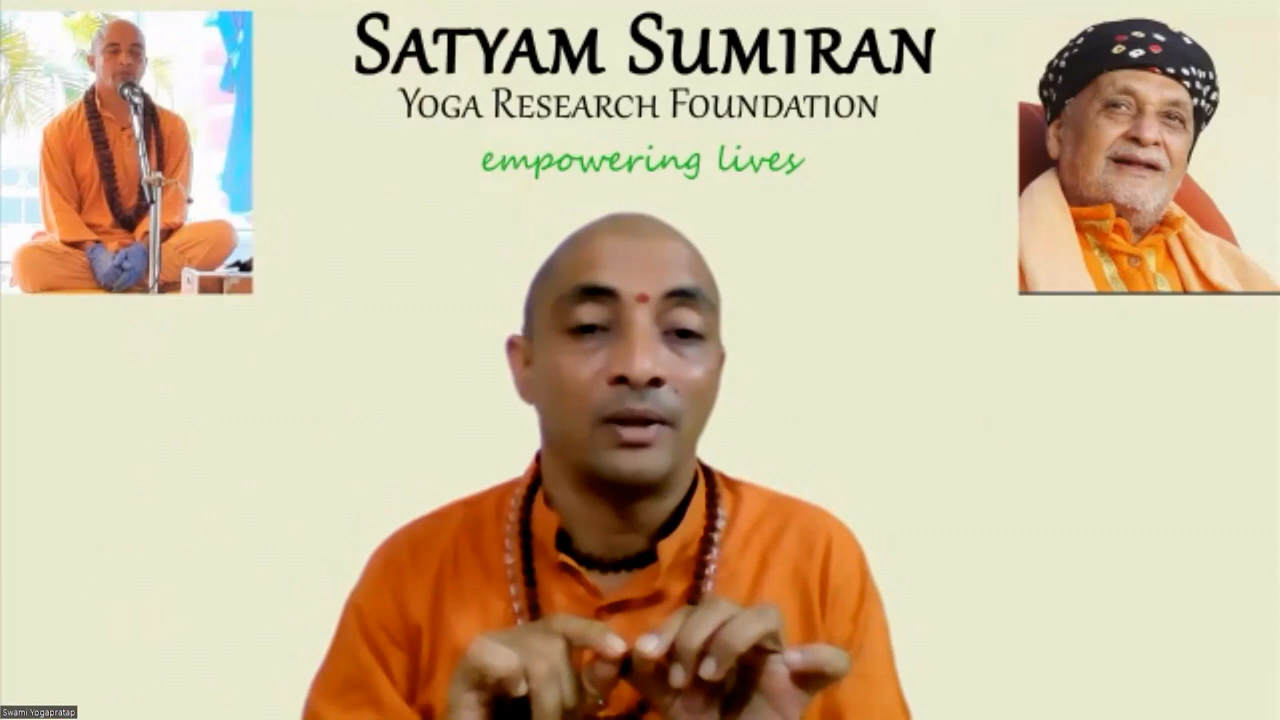 SATYAM SUMIRAN
YOGA RESEARCH FOUNDATION
empowering lives
Swami Yogapratap